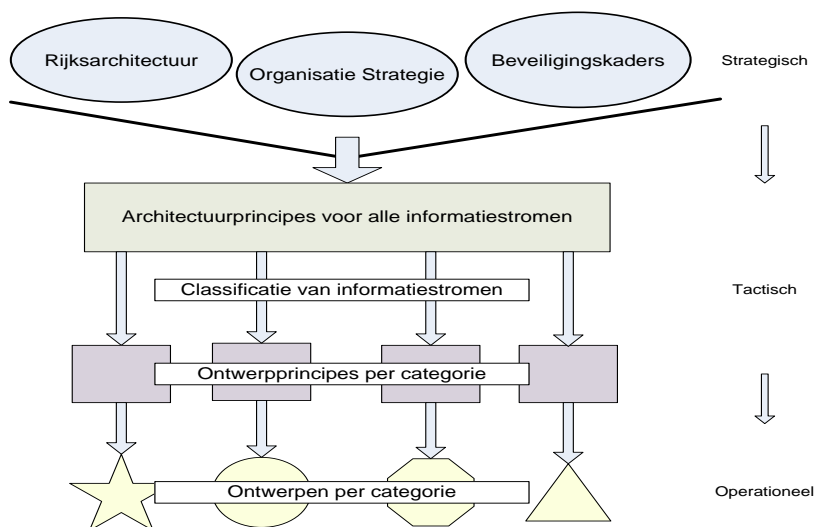 Rijksarchitectuur
Organisatie Strategie
Beveiligingskaders
Strategisch
Architectuurprincipes voor alle informatiestromen
Classificatie van informatiestromen
Tactisch
Ontwerpprincipes per categorie
Ontwerpen per categorie
Operationeel